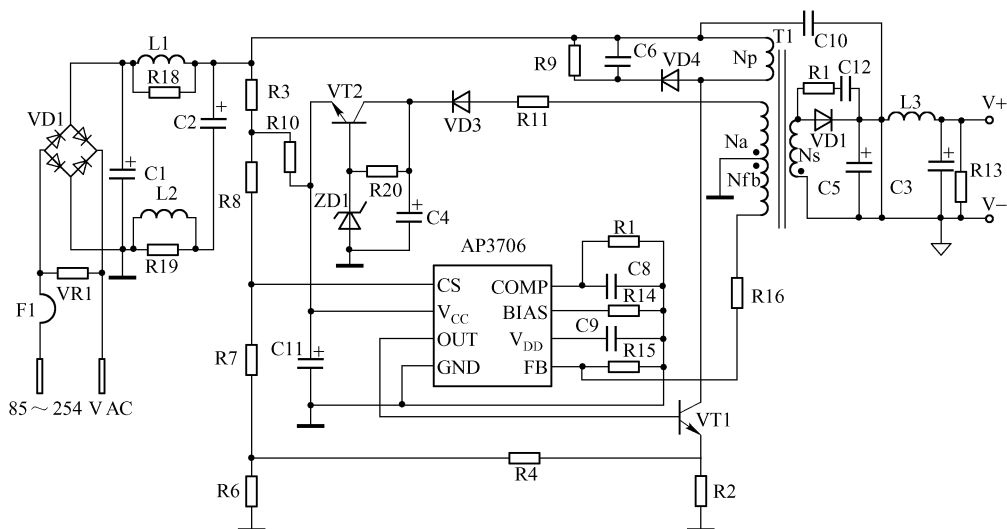 T1
C10
L1
R18
R9
C6
VD4
Np
R1
C12
L3
V+
R3
VT2
R10
VD3
R11
VD1
C2
Na
Nfb
Ns
VD1
C1
R8
R20
C5
C3
R13
L2
ZD1
C4
V−
R19
AP3706
R1
F1
VR1
CS
COMP
C8
R16
VCC
BIAS
R14
OUT
VDD
C9
R7
C11
GND
FB
R15
85～254 V AC
VT1
R4
R6
R2